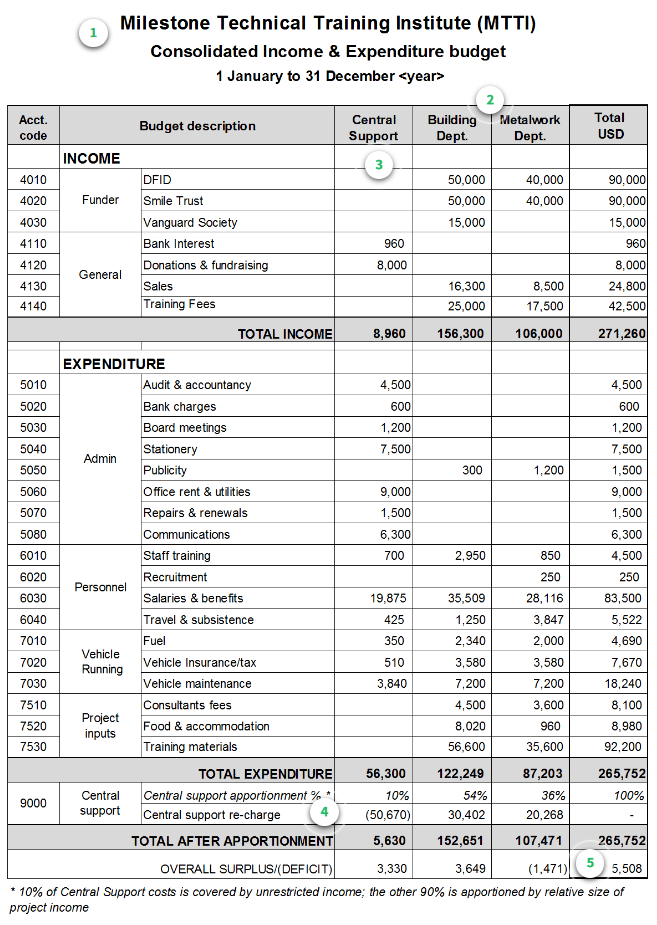 Milestone Technical Training Institute (MTTI)
1
Consolidated Income & Expenditure budget
1 January to 31 December <year>
2
Acct. code Budget description Central Support Building Dept. Metalwork Dept. Total USD
INCOME
3
4010 Funder DFID 50,000 40,000 90,000
4020 Smile Trust 50,000 40,000 90,000
4030 Vanguard Society 15,000 15,000
4110 General Bank Interest 960 960
4120 Donations & fundraising 8,000 8,000
4130 Sales 16,300 8,500 24,800
4140 Training Fees 25,000 17,500 42,500
TOTAL INCOME 8,960 156,300 106,000 271,260
EXPENDITURE
5010 Admin Audit & accountancy 4,500 4,500
5020 Bank charges 600 600
5030 Board meetings 1,200 1,200
5040 Stationery 7,500 7,500
5050 Publicity 300 1,200 1,500
5060 Office rent & utilities 9,000 9,000
5070 Repairs & renewals 1,500 1,500
5080 Communications 6,300 6,300
6010 Personnel Staff training 700 2,950 850 4,500
6020 Recruitment 250 250
6030 Salaries & benefits 19,875 35,509 28,116 83,500
6040 Travel & subsistence 425 1,250 3,847 5,522
7010 Vehicle Running Fuel 350 2,340 2,000 4,690
7020 Vehicle Insurance/tax 510 3,580 3,580 7,670
7030 Vehicle maintenance 3,840 7,200 7,200 18,240
7510 Project inputs Consultants fees 4,500 3,600 8,100
7520 Food & accommodation 8,020 960 8,980
7530 Training materials 56,600 35,600 92,200
TOTAL EXPENDITURE 56,300 122,249 87,203 265,752
9000 Central support Central support apportionment % * 10% 54% 36% 100%
4
Central support re-charge (50,670) 30,402 20,268 -
TOTAL AFTER APPORTIONMENT 5,630 152,651 107,471 265,752
5
OVERALL SURPLUS/(DEFICIT) 3,330 3,649 (1,471) 5,508
* 10% of Central Support costs is covered by unrestricted income; the other 90% is apportioned by relative size of
project income